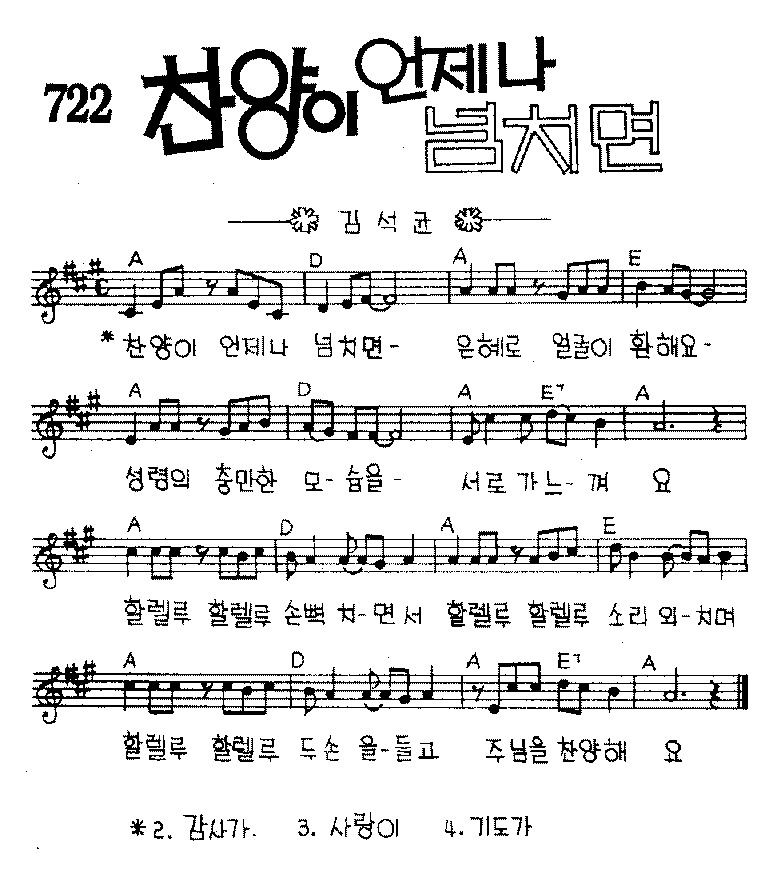 722 찬양이 언제나
넘치면
김석균
A D A E
* 찬양이 언제나 넘치면- 은혜로 얼굴이 환해요-
A D A E7 A
성령의 충만한 모-습을- 서로가느-껴 요
A D A E
할렐루 할렐루 손뼉 치-면서 할렐루 할렐루 소리 외-치며
A D A E7 A
할렐루 할렐루 두손 을-들고 주님을 찬양해 요
*2. 감사가. 3. 사랑이 4. 기도가